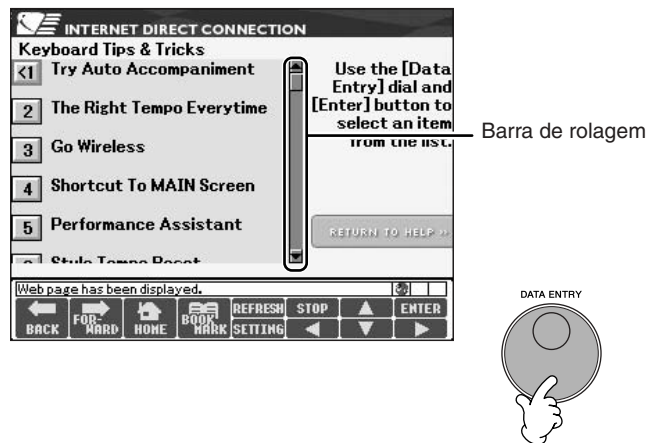 INTERNET DIRECT CONNECTION
Keyboard Tips & Tricks
<1 Try Auto Accompaniment
2 The Right Tempo Everytime
3 Go Wireless
4 Shortcut To MAIN Screen
5 Performance Assistant
Style Tempo Reset
Use the [Data
Entry] dial and
[Enter] button to
select an item
from the list.
RETURN TO HELP »
Barra de rolagem
Web page has been displayed.
BACK
FOR-
WARD
HOME
BOOK
MARK
REFRESH
SETTING
STOP
ENTER
DATA ENTRY